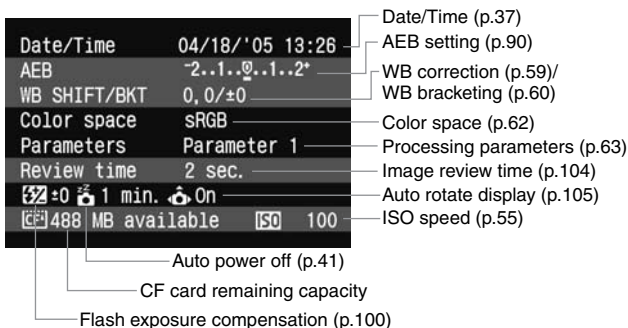 Date/Time 04/18/'05 13:26
AEB -2..1..0..1..2+
WB SHIFT/BKT 0,0/±0
Color space sRGB
Parameters Parameter 1
Review time 2 sec.
±0 1 min. On
CF 488 MB available ISO 100
Date/Time (p.37)
AEB setting (p.90)
WB correction (p.59)/
WB bracketing (p.60)
Color space (p.62)
Processing parameters (p.63)
Image review time (p.104)
Auto rotate display (p.105)
ISO speed (p.55)
Auto power off (p.41)
CF card remaining capacity
Flash exposure compensation (p.100)